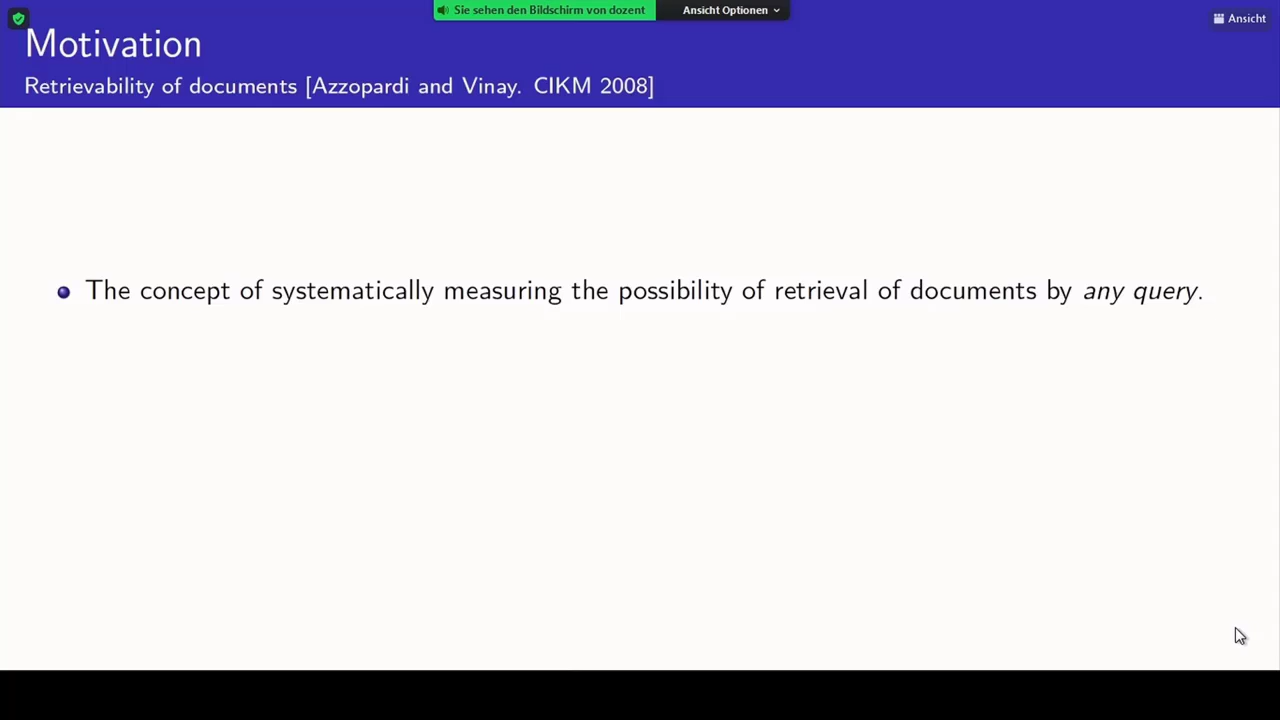 Sie sehen den Bildschirm von dozent
Ansicht Optionen
Ansicht
Motivation
Retrievability of documents [Azzopardi and Vinay. CIKM 2008]
The concept of systematically measuring the possibility of retrieval of documents by any query.